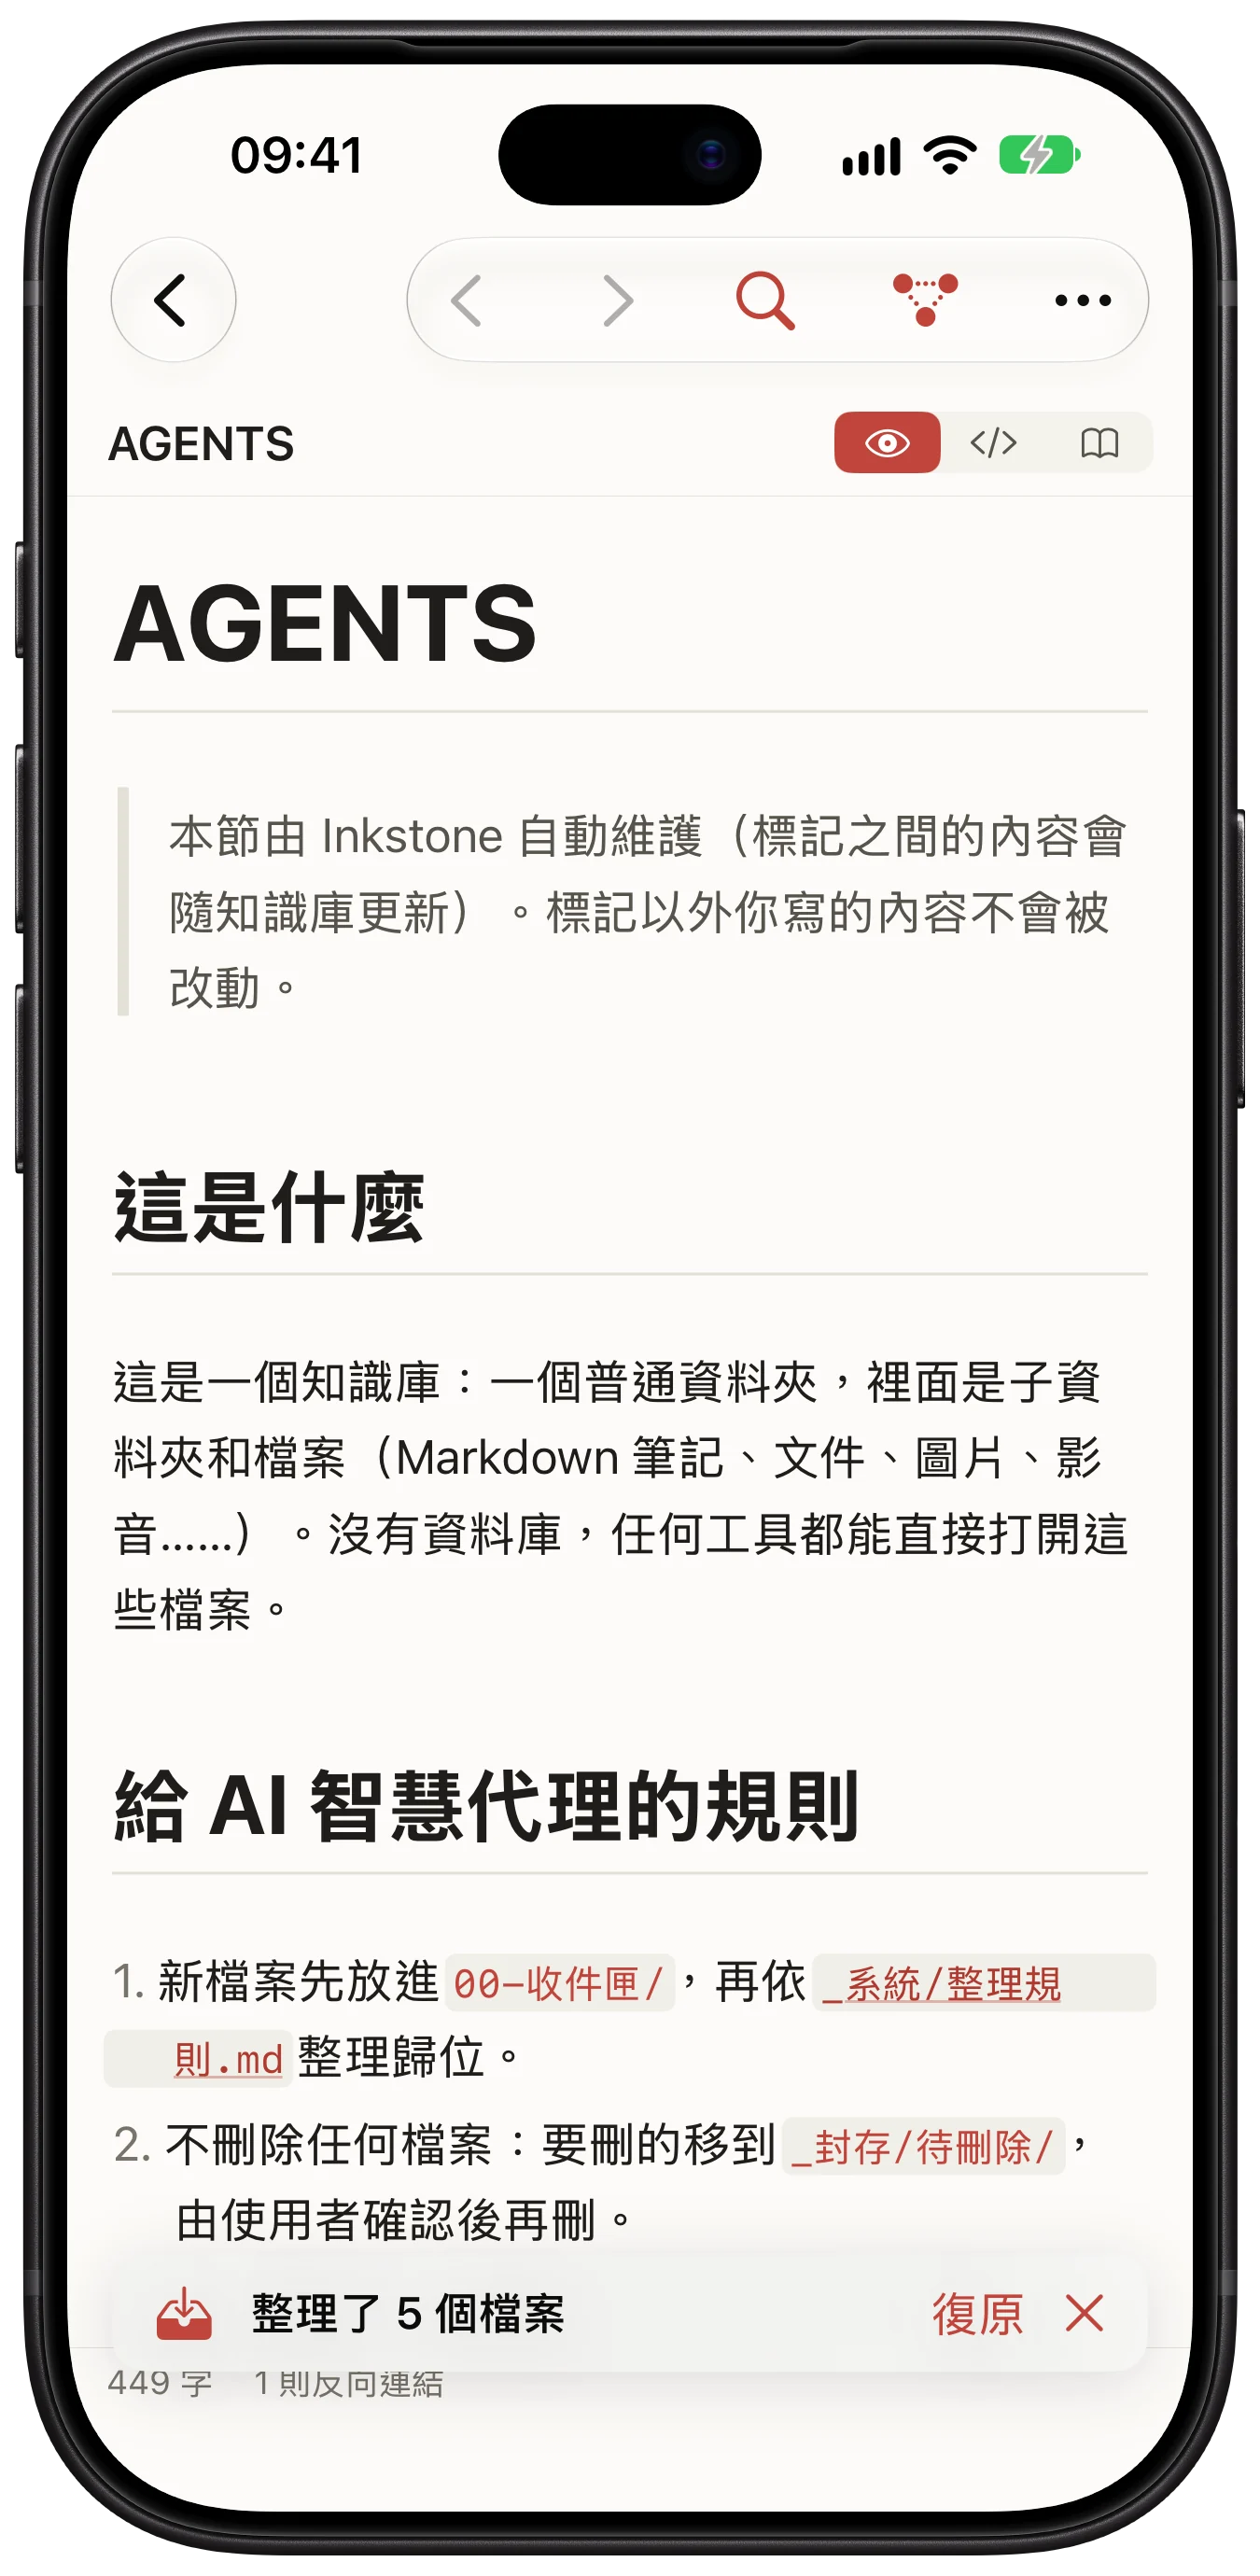 09:41
AGENTS
AGENTS
本節由 Inkstone 自動維護（標記之間的內容會
隨知識庫更新）。標記以外你寫的內容不會被
改動。
這是什麼
這是一個知識庫：一個普通資料夾，裡面是子資
料夾和檔案（Markdown 筆記、文件、圖片、影
音……）。沒有資料庫，任何工具都能直接打開這
些檔案。
給 AI 智慧代理的規則
1. 新檔案先放進 00-收件匣/，再依 _系統/整理規
則.md 整理歸位。
2. 不刪除任何檔案：要刪的移到 _封存/待刪除/，
由使用者確認後再刪。
整理了 5 個檔案 復原
449 字 1 則反向連結